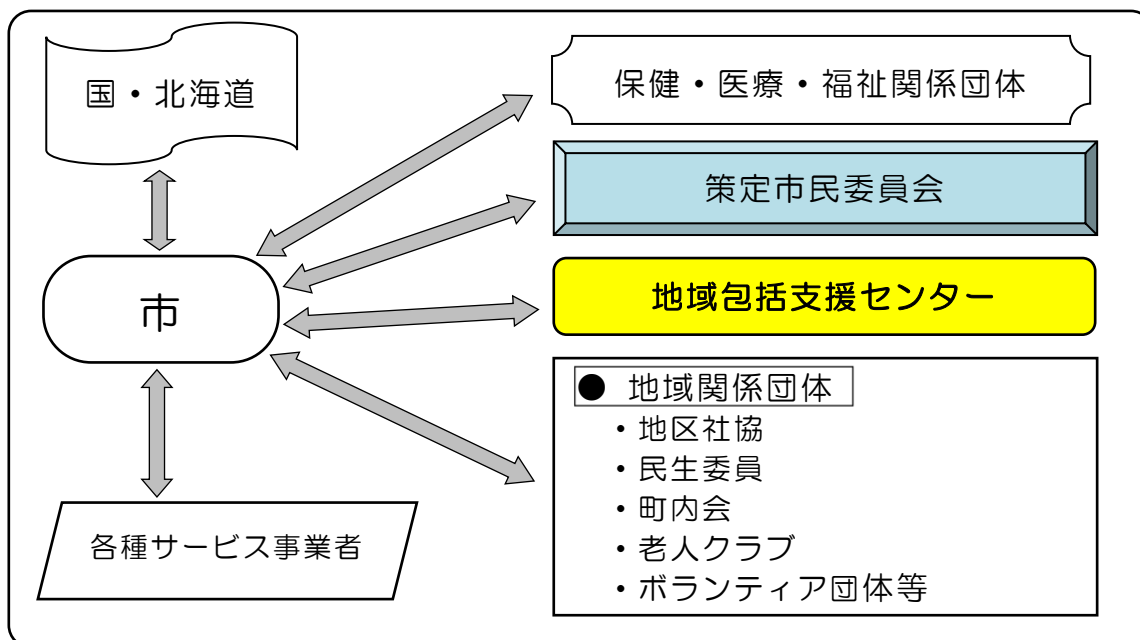 国・北海道
市
各種サービス事業者
保健・医療・福祉関係団体
策定市民委員会
地域包括支援センター
● 地域関係団体
・地区社協
・民生委員
・町内会
・老人クラブ
・ボランティア団体等